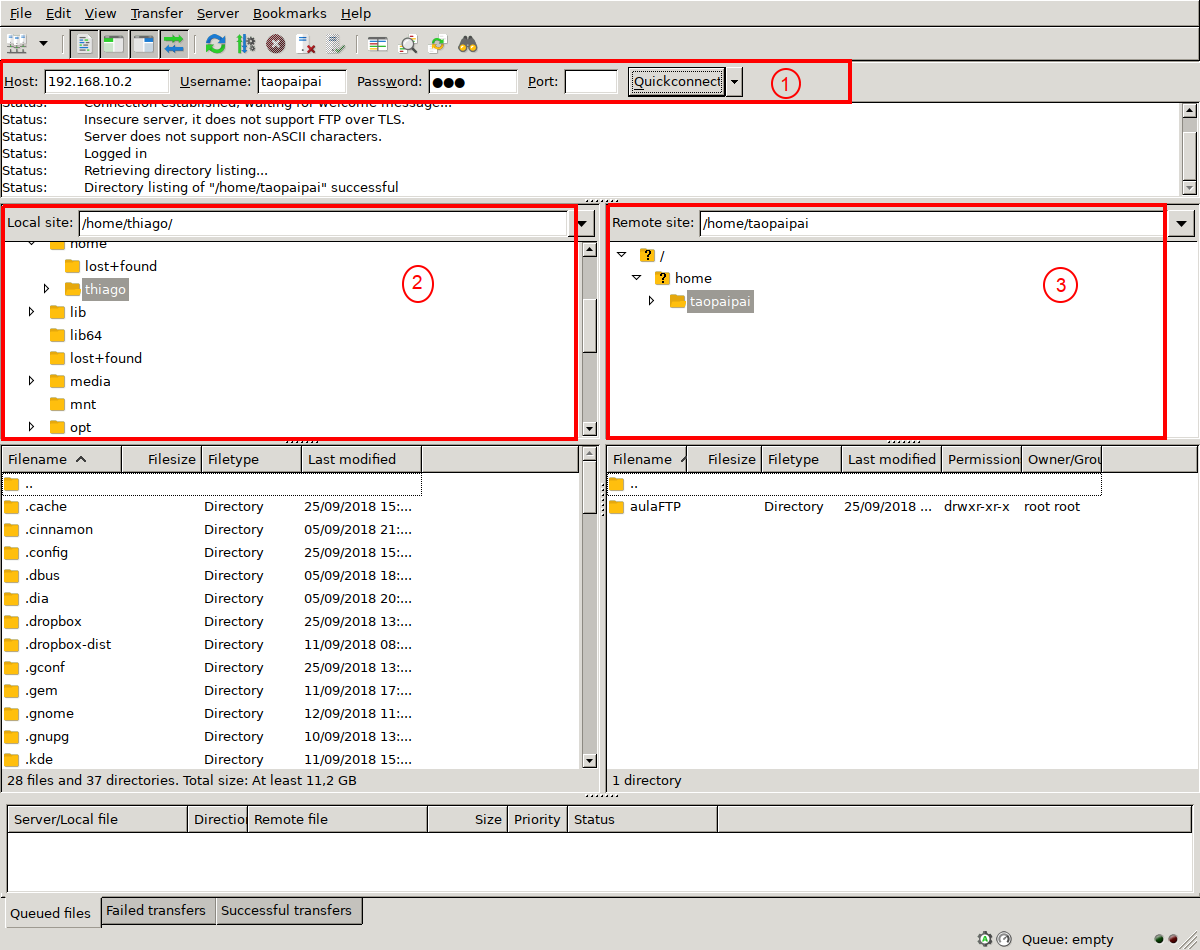 File Edit View Transfer Server Bookmarks Help
Host: 192.168.10.2 Username: taopaipai Password: ●●● Port: Quickconnect 1
Status: Connection established, waiting for welcome message...
Status: Insecure server, it does not support FTP over TLS.
Status: Server does not support non-ASCII characters.
Status: Logged in
Status: Retrieving directory listing...
Status: Directory listing of "/home/taopaipai" successful
Local site: /home/thiago/
home
lost+found
thiago
lib
lib64
lost+found
media
mnt
opt
2
Remote site: /home/taopaipai
/
home
taopaipai
3
Filename Filesize Filetype Last modified
..
.cache Directory 25/09/2018 15:...
.cinnamon Directory 05/09/2018 21:...
.config Directory 25/09/2018 15:...
.dbus Directory 05/09/2018 18:...
.dia Directory 05/09/2018 20:...
.dropbox Directory 25/09/2018 13:...
.dropbox-dist Directory 11/09/2018 08:...
.gconf Directory 25/09/2018 13:...
.gem Directory 11/09/2018 17:...
.gnome Directory 12/09/2018 11:...
.gnupg Directory 10/09/2018 13:...
.kde Directory 11/09/2018 15:...
28 files and 37 directories. Total size: At least 11,2 GB
Filename Filesize Filetype Last modified Permission Owner/Grou
..
aulaFTP Directory 25/09/2018 ... drwxr-xr-x root root
1 directory
Server/Local file Direction Remote file Size Priority Status
Queued files Failed transfers Successful transfers
Queue: empty